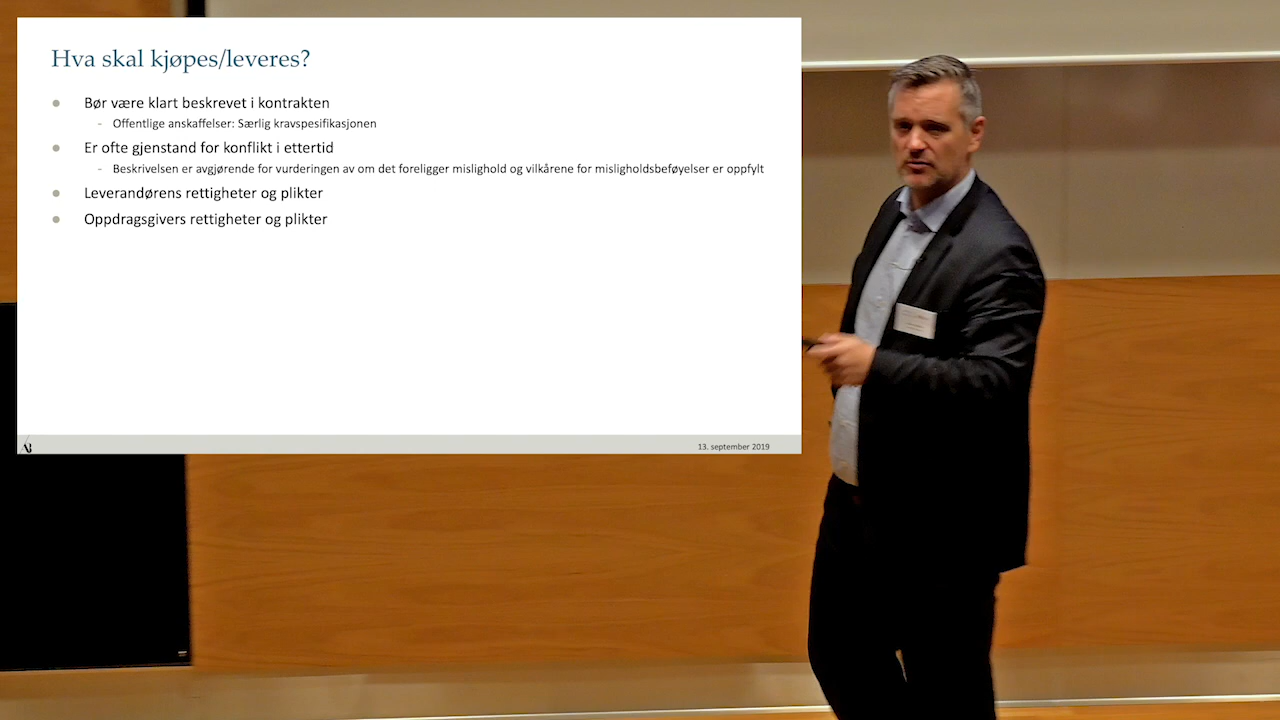 Hva skal kjøpes/leveres?
Bør være klart beskrevet i kontrakten
- Offentlige anskaffelser: Særlig kravspesifikasjonen
Er ofte gjenstand for konflikt i ettertid
- Beskrivelsen er avgjørende for vurderingen av om det foreligger mislighold og vilkårene for misligholdsbeføyelser er oppfylt
Leverandørens rettigheter og plikter
Oppdragsgivers rettigheter og plikter
AB
13. september 2019